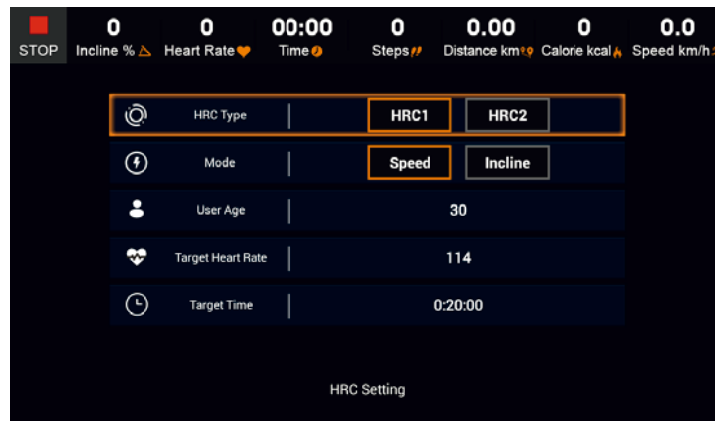 0 0 00:00 0 0.00 0 0.0
STOP Incline % Heart Rate Time Steps Distance km Calorie kcal Speed km/h
HRC Type HRC1 HRC2
Mode Speed Incline
User Age 30
Target Heart Rate 114
Target Time 0:20:00
HRC Setting